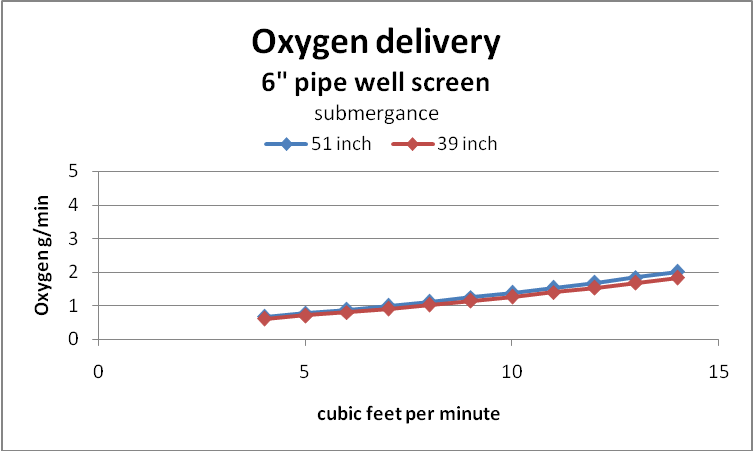 Oxygen delivery
6" pipe well screen
submergance
51 inch 39 inch
5
4
3
2
1
0
Oxygen g/min
0 5 10 15
cubic feet per minute